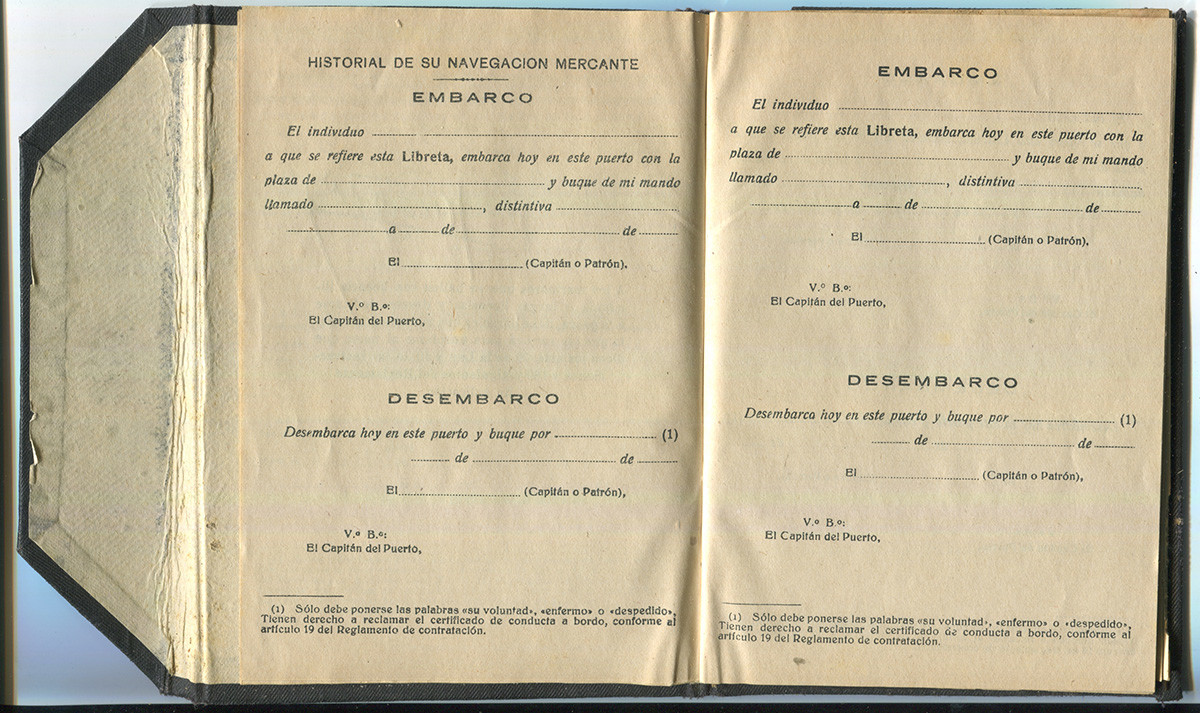 HISTORIAL DE SU NAVEGACION MERCANTE
EMBARCO
El individuo
a que se refiere esta Libreta, embarca hoy en este puerto con la
plaza de y buque de mi mando
llamado , distintiva
a de de
El (Capitán o Patrón),
V.º B.º:
El Capitán del Puerto,
DESEMBARCO
Desembarca hoy en este puerto y buque por (1)
de de
El (Capitán o Patrón),
V.º B.º:
El Capitán del Puerto,
(1) Sólo debe ponerse las palabras «su voluntad», «enfermo» o «despedido».
Tienen derecho a reclamar el certificado de conducta a bordo, conforme al
artículo 19 del Reglamento de contratación.
EMBARCO
El individuo
a que se refiere esta Libreta, embarca hoy en este puerto con la
plaza de y buque de mi mando
llamado , distintiva
a de de
El (Capitán o Patrón),
V.º B.º:
El Capitán del Puerto,
DESEMBARCO
Desembarca hoy en este puerto y buque por (1)
de de
El (Capitán o Patrón),
V.º B.º:
El Capitán del Puerto,
(1) Sólo debe ponerse las palabras «su voluntad», «enfermo» o «despedido».
Tienen derecho a reclamar el certificado de conducta a bordo, conforme al
artículo 19 del Reglamento de contratación.